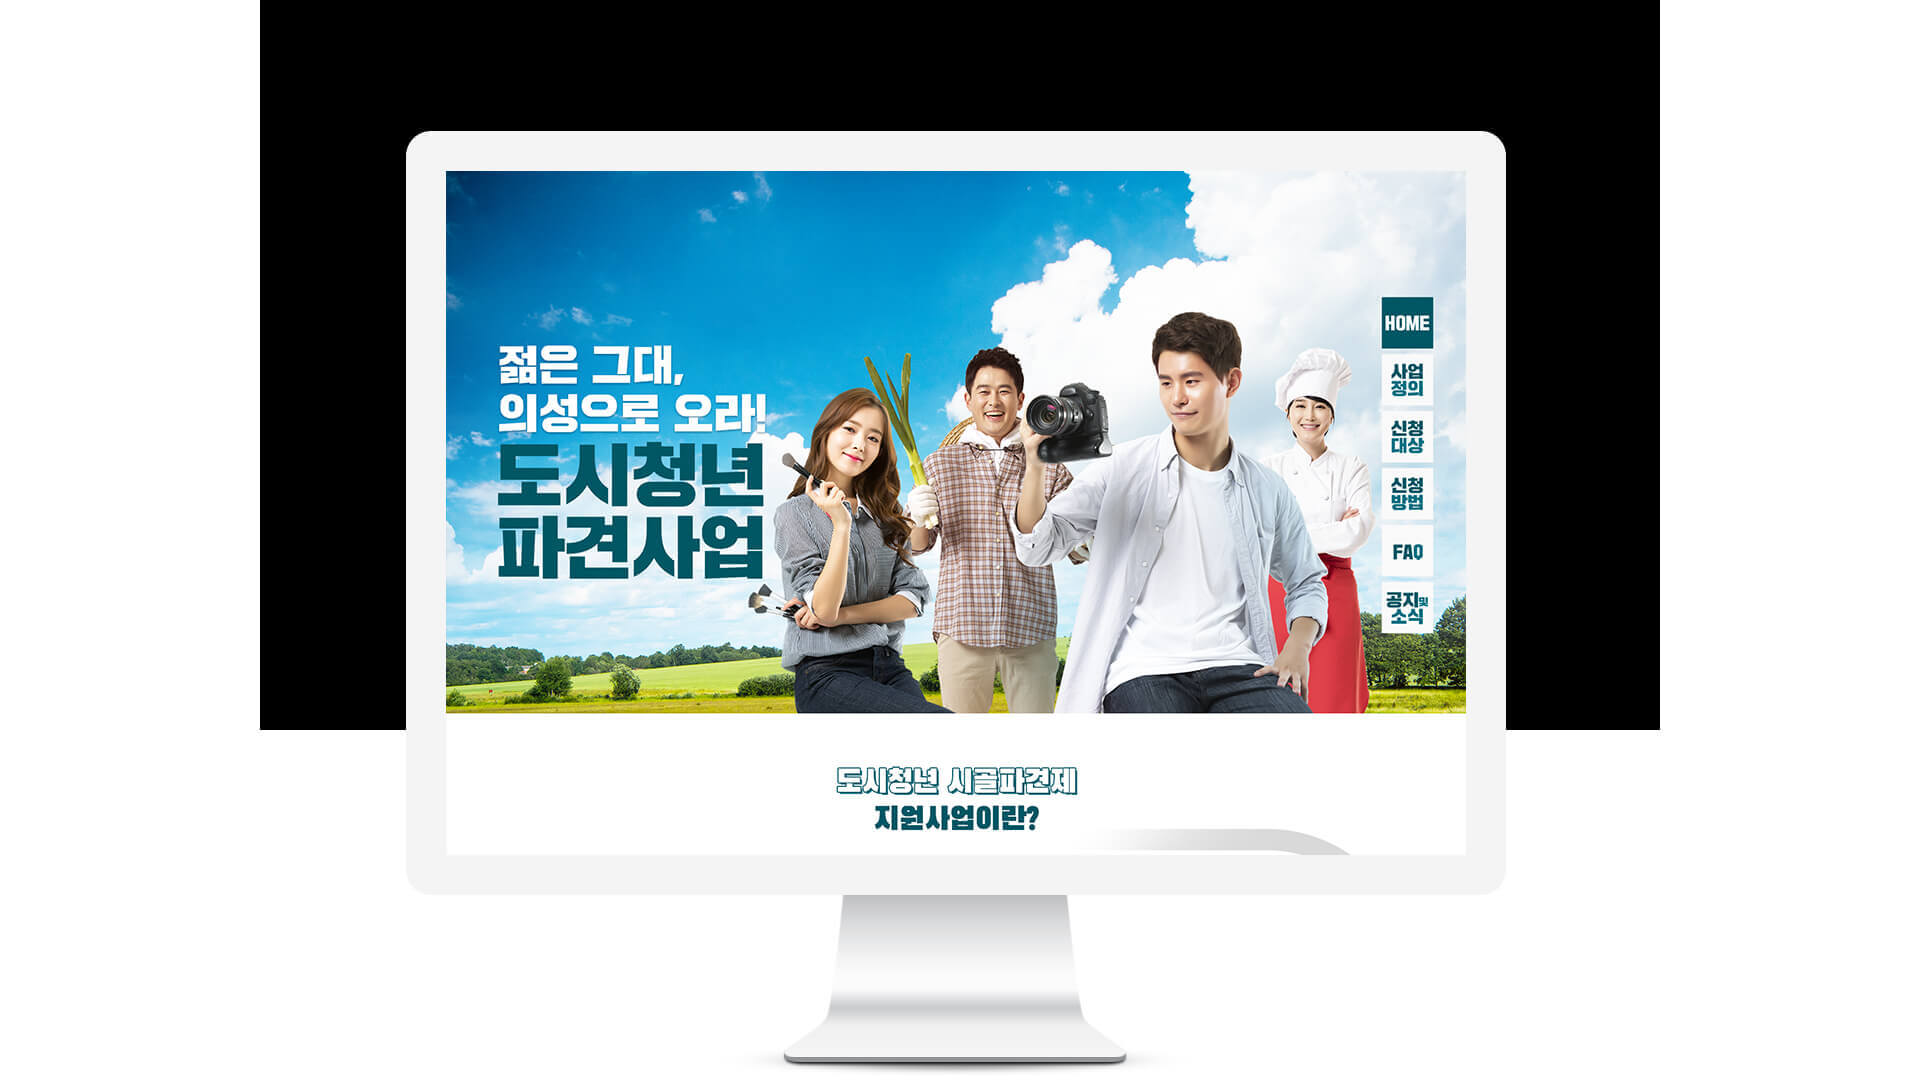 젊은 그대,
의성으로 오라!
도시청년
파견사업
HOME
사업
정의
신청
대상
신청
방법
FAQ
공지및
소식
도시청년 시골파견제
지원사업이란?